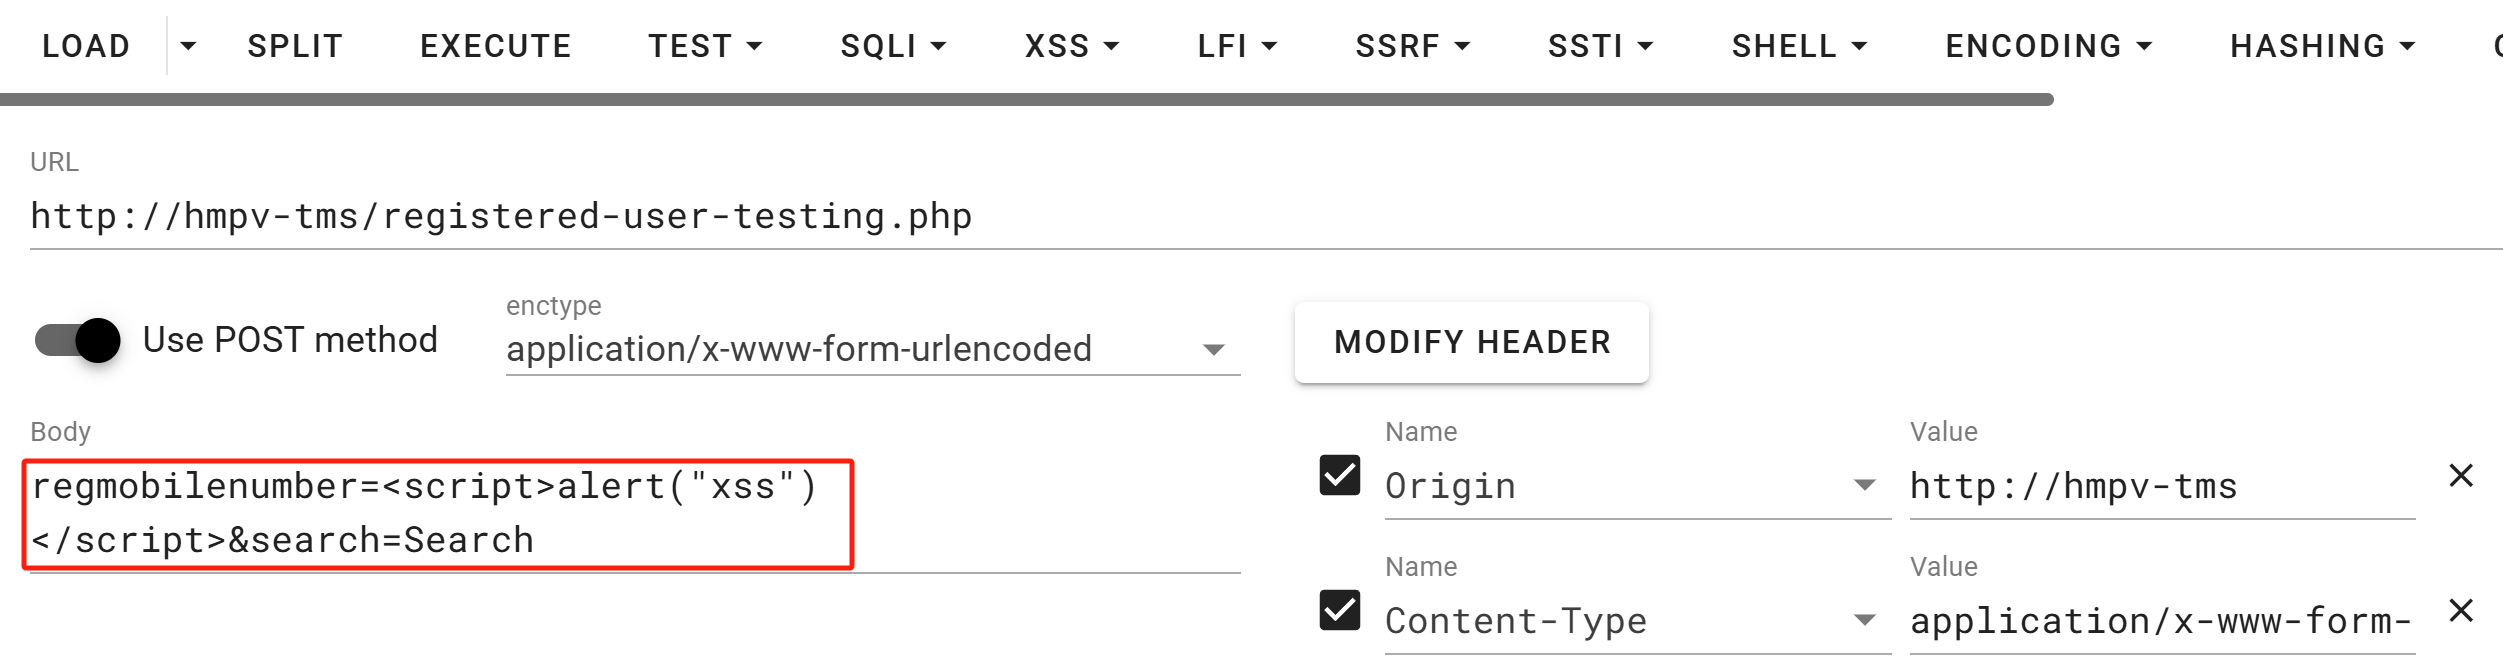 LOAD SPLIT EXECUTE TEST SQLI XSS LFI SSRF SSTI SHELL ENCODING HASHING
URL
http://hmpv-tms/registered-user-testing.php
Use POST method
enctype
application/x-www-form-urlencoded
MODIFY HEADER
Body
regmobilenumber=<script>alert("xss")
</script>&search=Search
Name Value
Origin http://hmpv-tms
Name Value
Content-Type application/x-www-form-